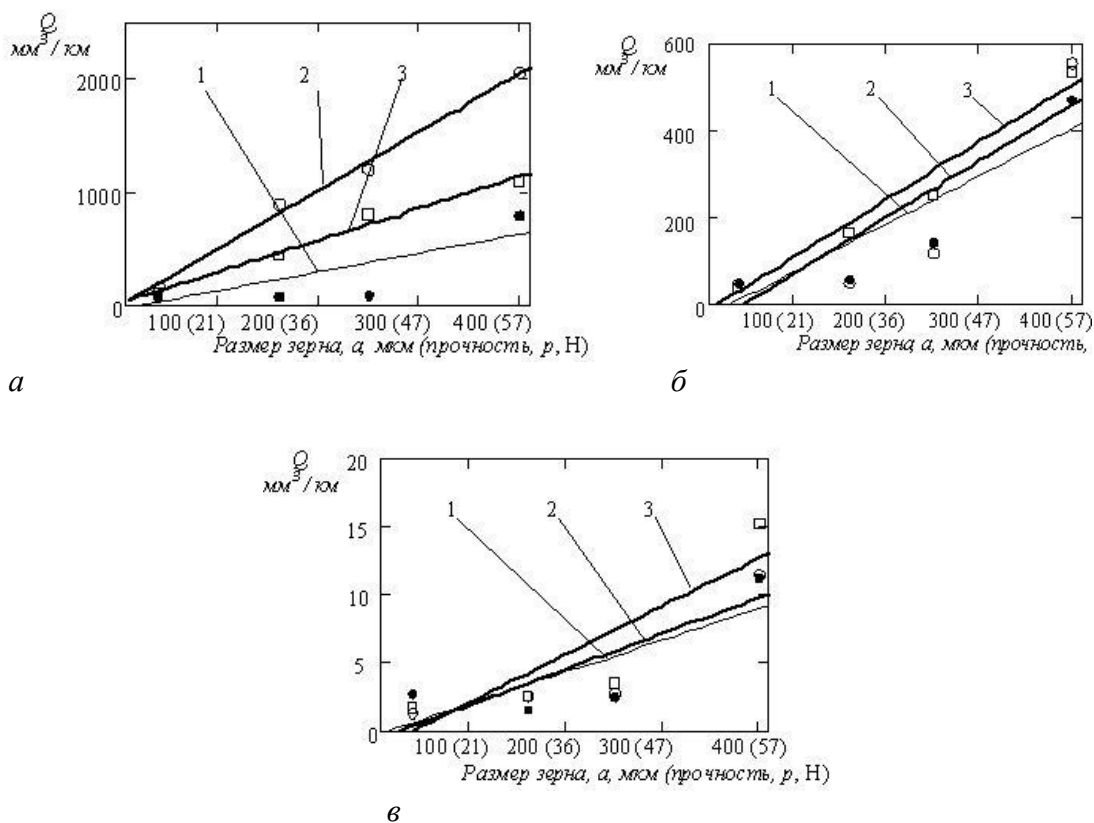 Q
мм³/км
2000
1000
0
1
2
3
100 (21) 200 (36) 300 (47) 400 (57)
Размер зерна, а, мкм (прочность, р, Н)
а
Q
мм³/км
600
400
200
0
1
2
3
100 (21) 200 (36) 300 (47) 400 (57)
Размер зерна а, мкм (прочность,
б
Q
мм³/км
20
15
10
5
0
1
2
3
100 (21) 200 (36) 300 (47) 400 (57)
Размер зерна, а, мкм (прочность, р, Н)
в